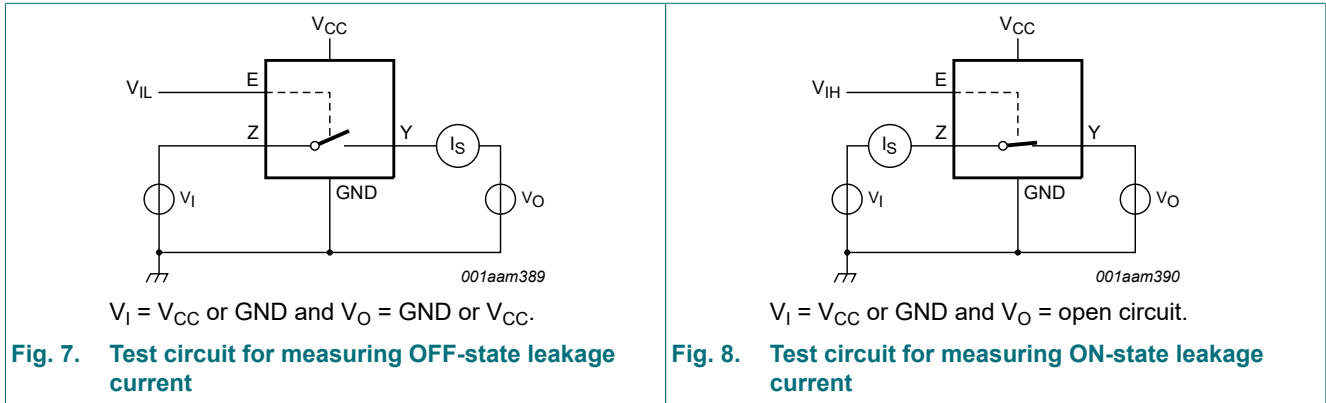 VCC
E
VIL
Z
Y
IS
VI
GND
VO
001aam389
VI = VCC or GND and VO = GND or VCC.
Fig. 7. Test circuit for measuring OFF-state leakage
current
VCC
E
VIH
Z
Y
IS
VI
GND
VO
001aam390
VI = VCC or GND and VO = open circuit.
Fig. 8. Test circuit for measuring ON-state leakage
current